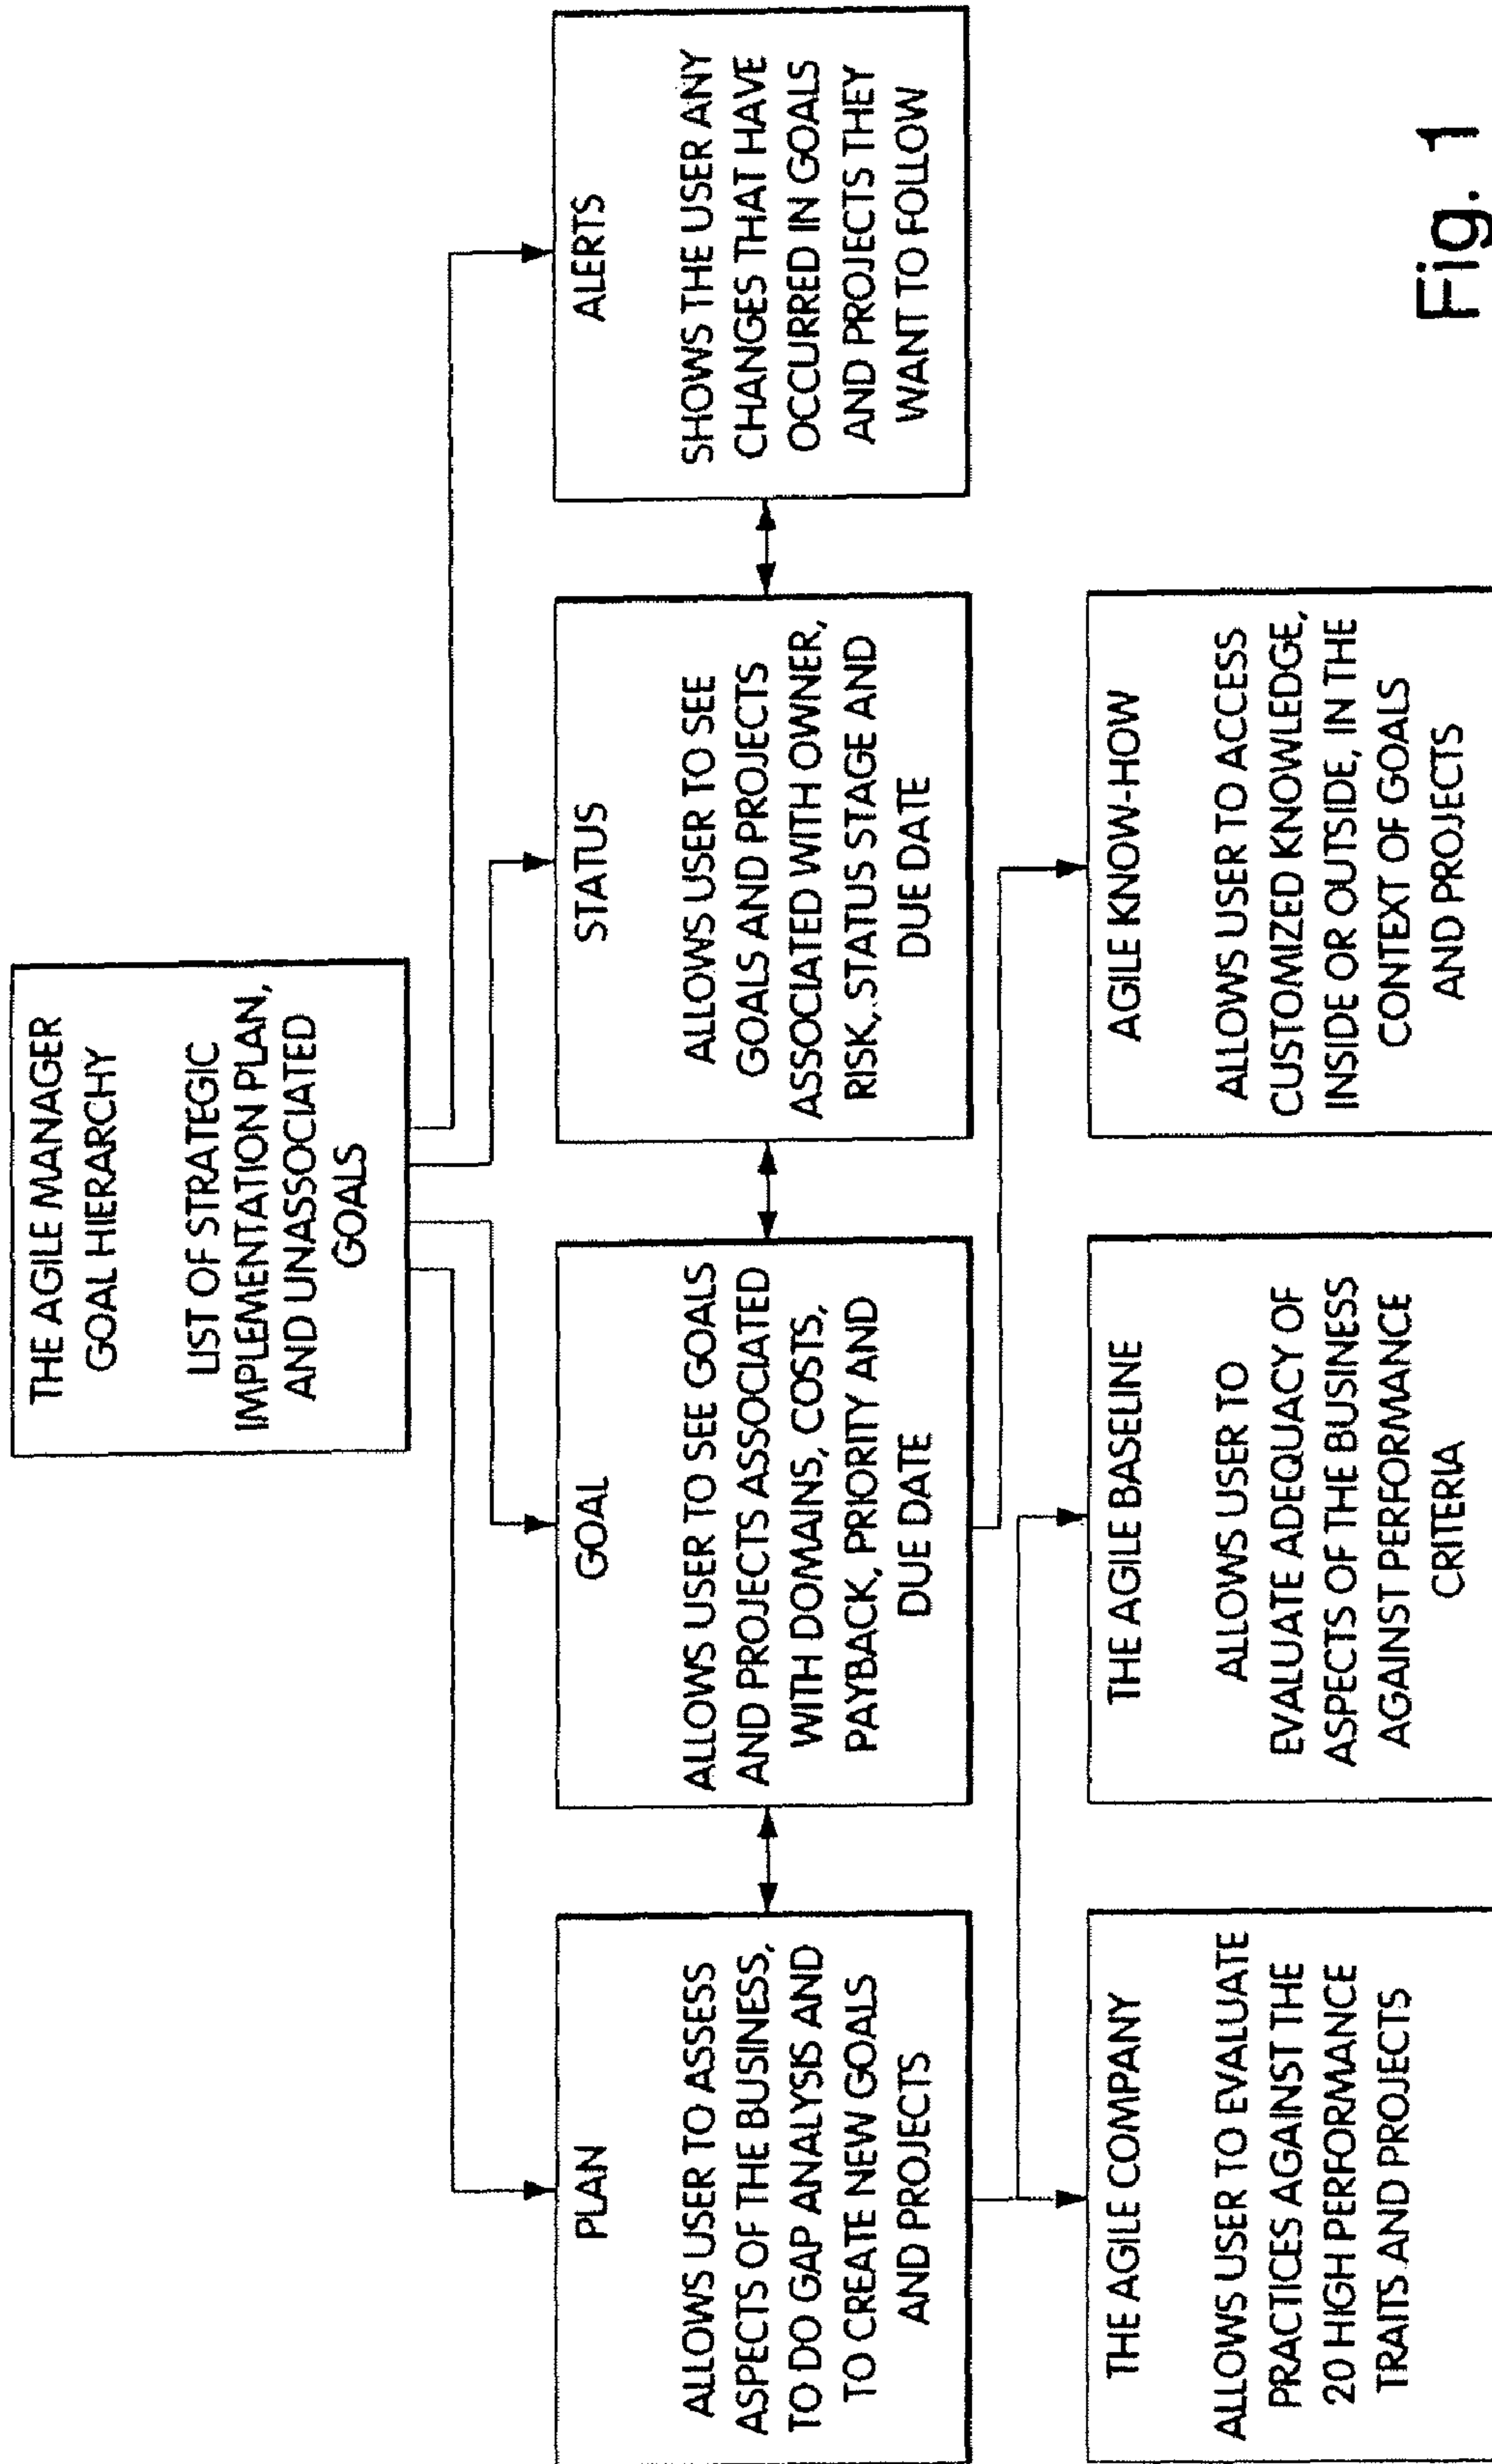 THE AGILE MANAGER
GOAL HIERARCHY
LIST OF STRATEGIC
IMPLEMENTATION PLAN,
AND UNASSOCIATED
GOALS
PLAN
ALLOWS USER TO ASSESS
ASPECTS OF THE BUSINESS,
TO DO GAP ANALYSIS AND
TO CREATE NEW GOALS
AND PROJECTS
GOAL
ALLOWS USER TO SEE GOALS
AND PROJECTS ASSOCIATED
WITH DOMAINS, COSTS,
PAYBACK, PRIORITY AND
DUE DATE
STATUS
ALLOWS USER TO SEE
GOALS AND PROJECTS
ASSOCIATED WITH OWNER,
RISK, STATUS STAGE AND
DUE DATE
ALERTS
SHOWS THE USER ANY
CHANGES THAT HAVE
OCCURRED IN GOALS
AND PROJECTS THEY
WANT TO FOLLOW
THE AGILE COMPANY
ALLOWS USER TO EVALUATE
PRACTICES AGAINST THE
20 HIGH PERFORMANCE
TRAITS AND PROJECTS
THE AGILE BASELINE
ALLOWS USER TO
EVALUATE ADEQUACY OF
ASPECTS OF THE BUSINESS
AGAINST PERFORMANCE
CRITERIA
AGILE KNOW-HOW
ALLOWS USER TO ACCESS
CUSTOMIZED KNOWLEDGE,
INSIDE OR OUTSIDE, IN THE
CONTEXT OF GOALS
AND PROJECTS
Fig. 1